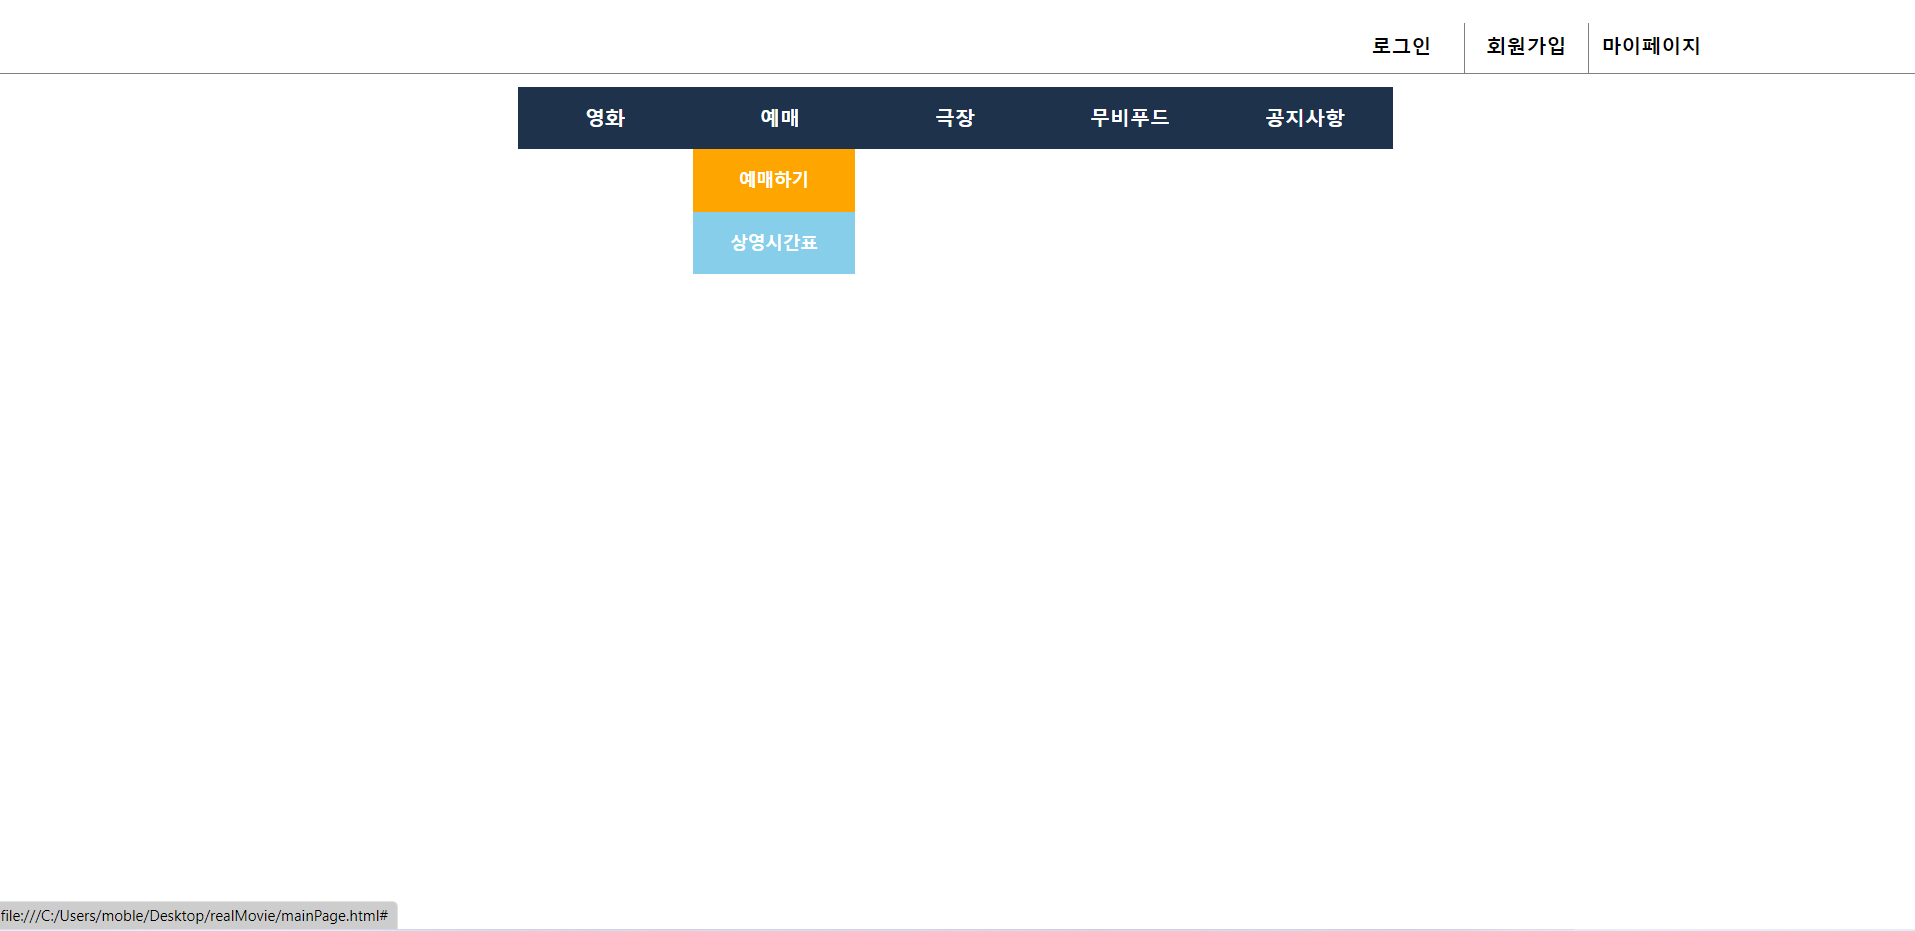 로그인 회원가입 마이페이지
영화 예매 극장 무비푸드 공지사항
예매하기
상영시간표
file:///C:/Users/moble/Desktop/realMovie/mainPage.html#